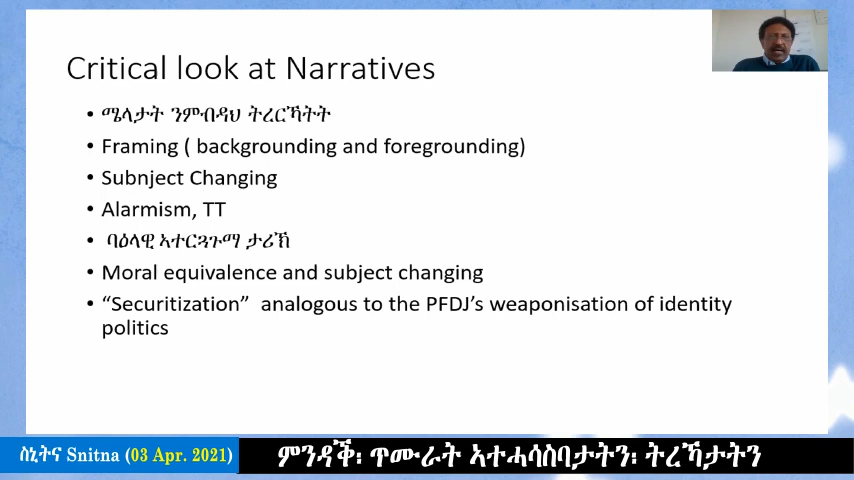 Critical look at Narratives
• ሜላታት ንምብዳህ ትረርኻትት
• Framing ( backgrounding and foregrounding)
• Subnject Changing
• Alarmism, TT
• ባዕላዊ ኣተርጓጉማ ታሪኽ
• Moral equivalence and subject changing
• “Securitization” analogous to the PFDJ’s weaponisation of identity
politics
ስኒትና Snitna (03 Apr. 2021)
ምንዳቕ፡ ጥሙራት ኣተሓሳስባታትን፡ ትረኻታትን